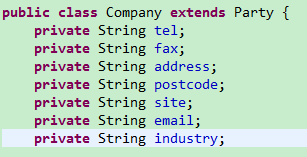 public class Company extends Party {
    private String tel;
    private String fax;
    private String address;
    private String postcode;
    private String site;
    private String email;
    private String industry;